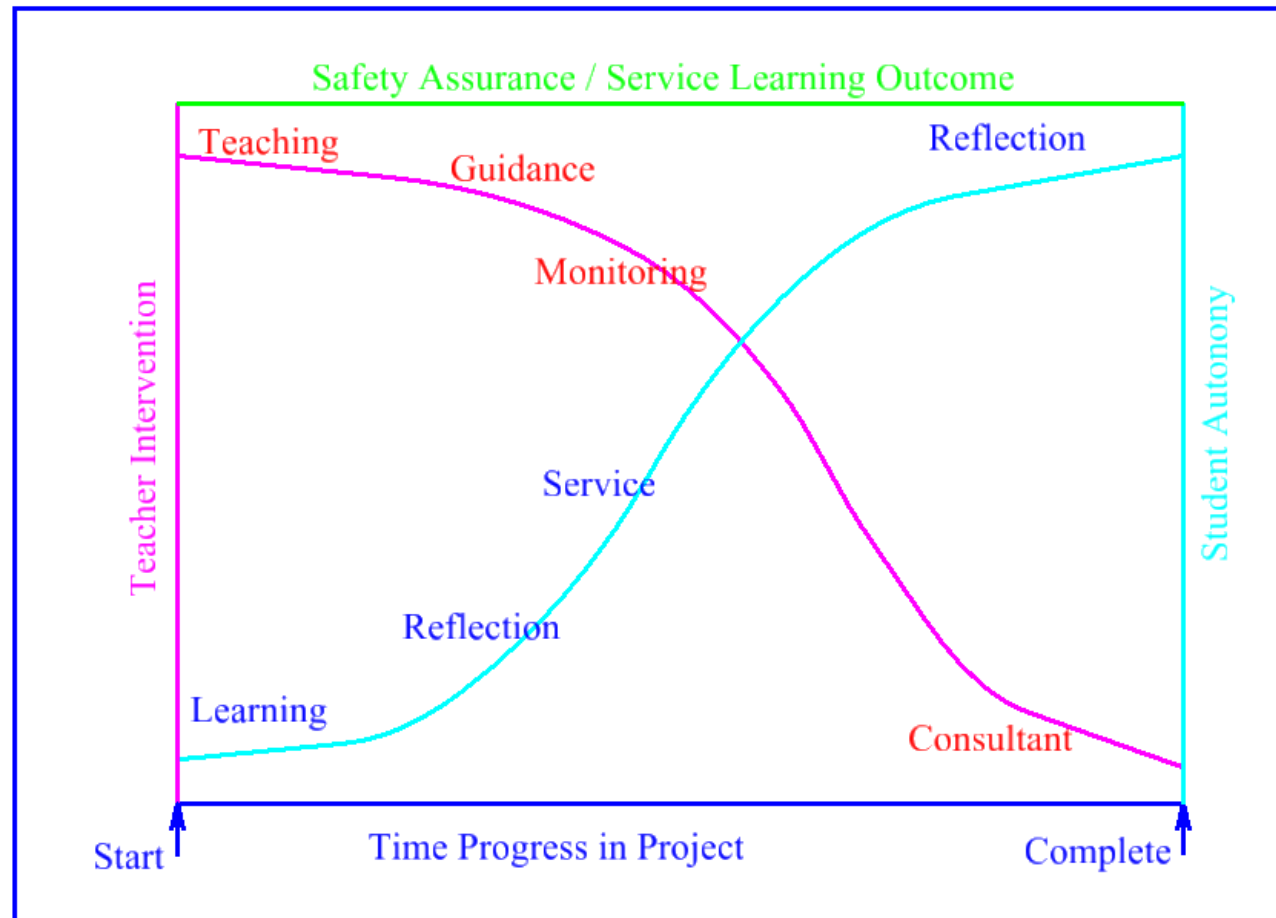 Safety Assurance / Service Learning Outcome
Teaching
Guidance
Reflection
Monitoring
Teacher Intervention
Student Autonony
Service
Reflection
Learning
Consultant
Start
Time Progress in Project
Complete